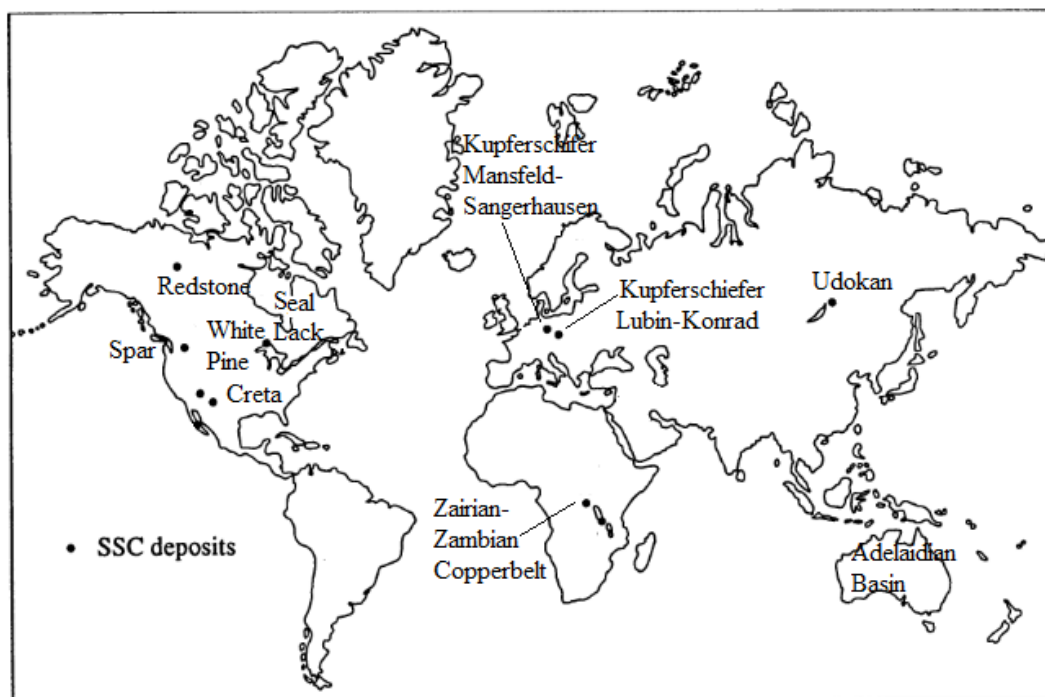 Kupferschifer
Mansfeld-
Sangerhausen
Redstone
Seal
Lack
White
Pine
Spar
Creta
Kupferschiefer
Lubin-Konrad
Udokan
Zairian-
Zambian
Copperbelt
Adelaidian
Basin
SSC deposits